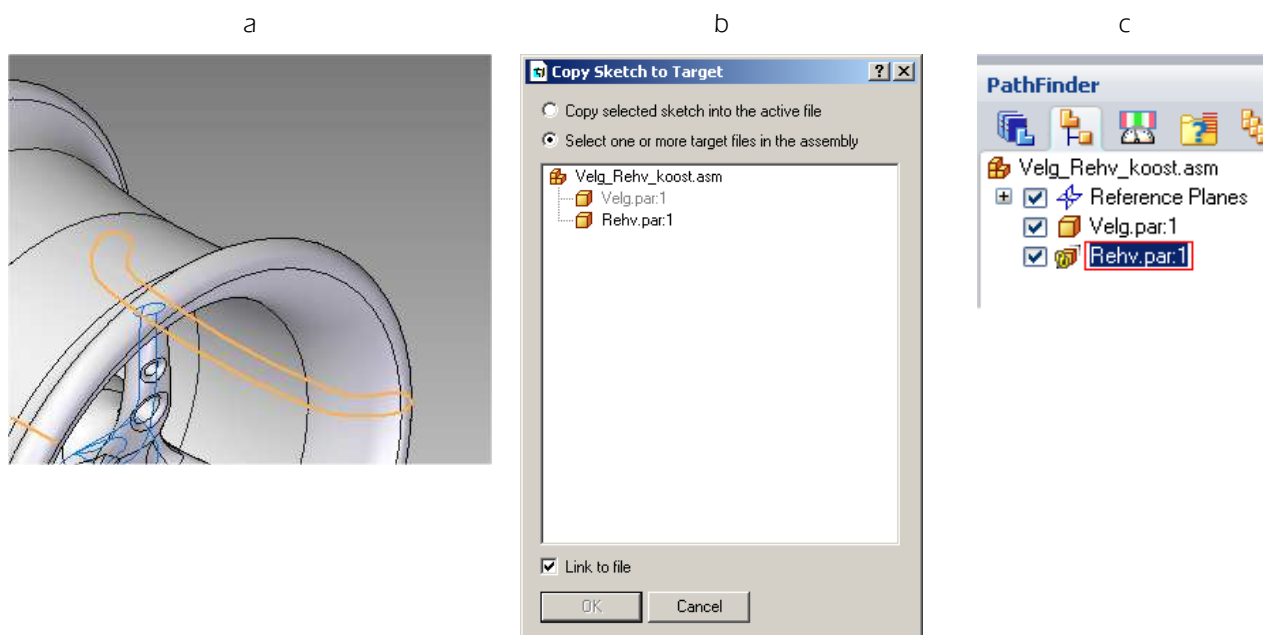 a
b
c
Copy Sketch to Target
Copy selected sketch into the active file
Select one or more target files in the assembly
Velg_Rehv_koost.asm
Velg.par:1
Rehv.par:1
Link to file
OK
Cancel
PathFinder
Velg_Rehv_koost.asm
Reference Planes
Velg.par:1
Rehv.par:1